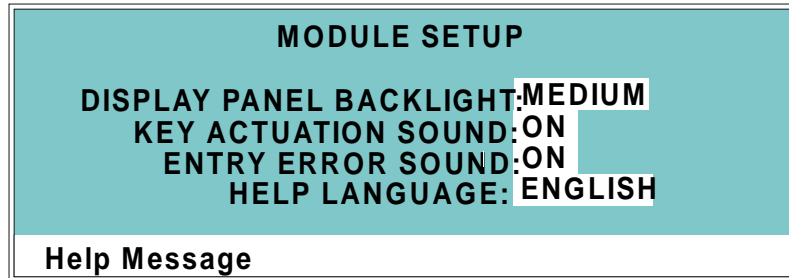 MODULE SETUP
DISPLAY PANEL BACKLIGHT: MEDIUM
KEY ACTUATION SOUND: ON
ENTRY ERROR SOUND: ON
HELP LANGUAGE: ENGLISH
Help Message